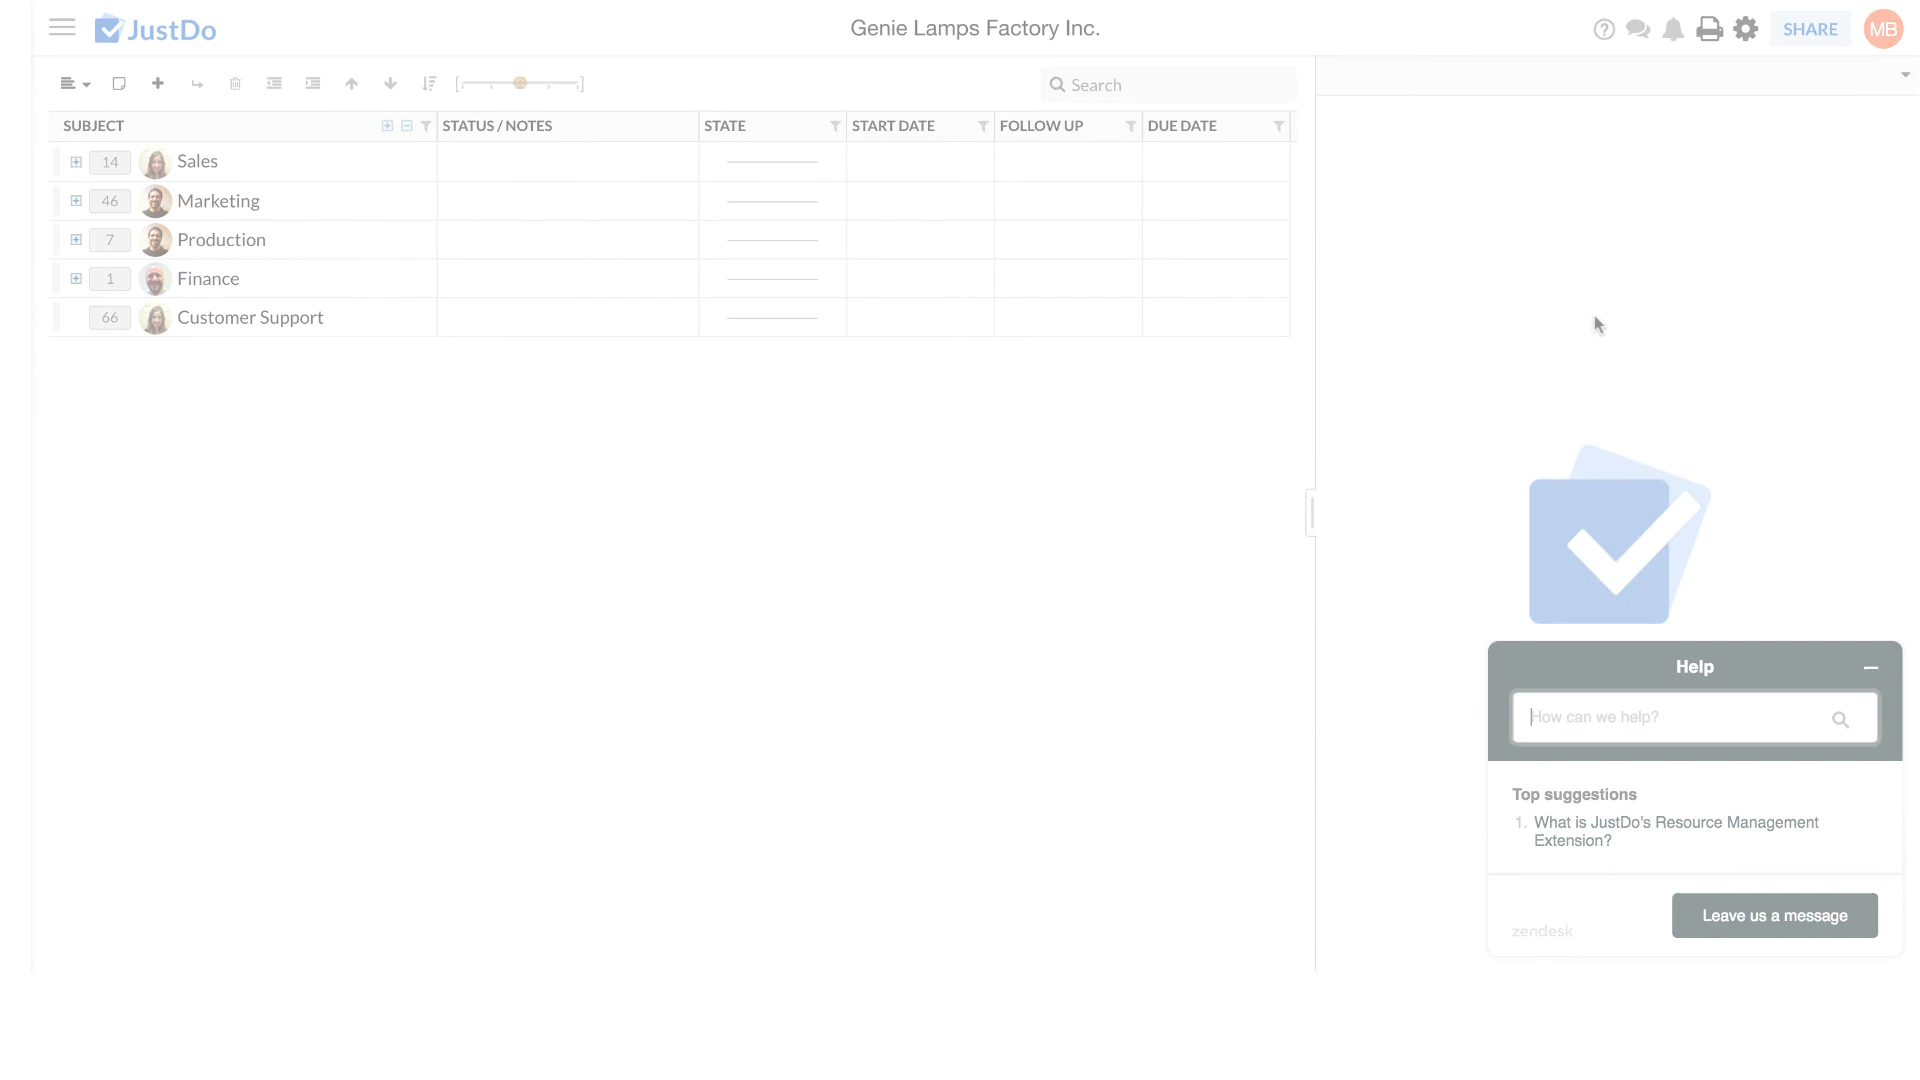 JustDo
Genie Lamps Factory Inc.
SHARE
MB
Search
SUBJECT
STATUS / NOTES
STATE
START DATE
FOLLOW UP
DUE DATE
14 Sales
46 Marketing
7 Production
1 Finance
66 Customer Support
Help
How can we help?
Top suggestions
1. What is JustDo's Resource Management
Extension?
Leave us a message
zendesk